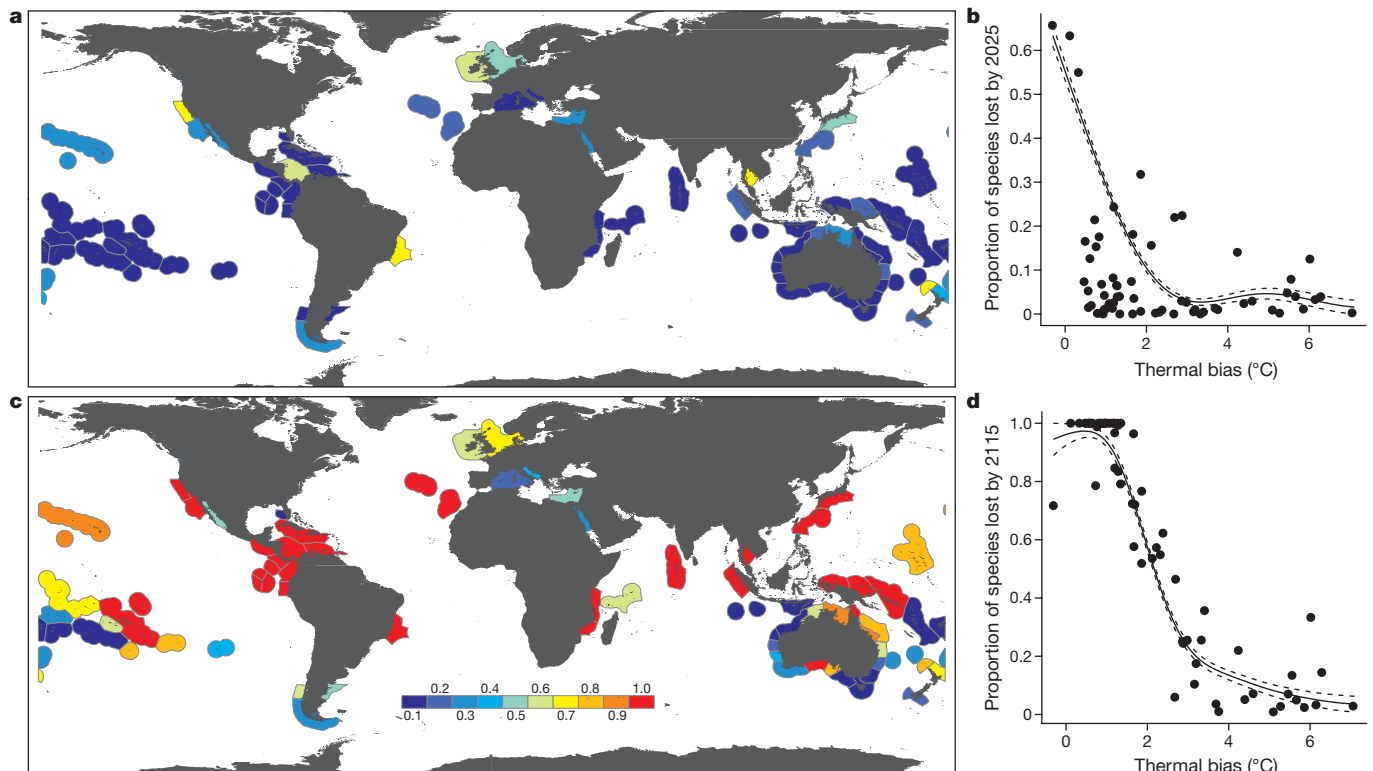 a
b
Proportion of species lost by 2025
0.6
0.5
0.4
0.3
0.2
0.1
0
0 2 4 6
Thermal bias (°C)
c
0.2 0.4 0.6 0.8 1.0
0.1 0.3 0.5 0.7 0.9
d
Proportion of species lost by 2115
1.0
0.8
0.6
0.4
0.2
0
0 2 4 6
Thermal bias (°C)